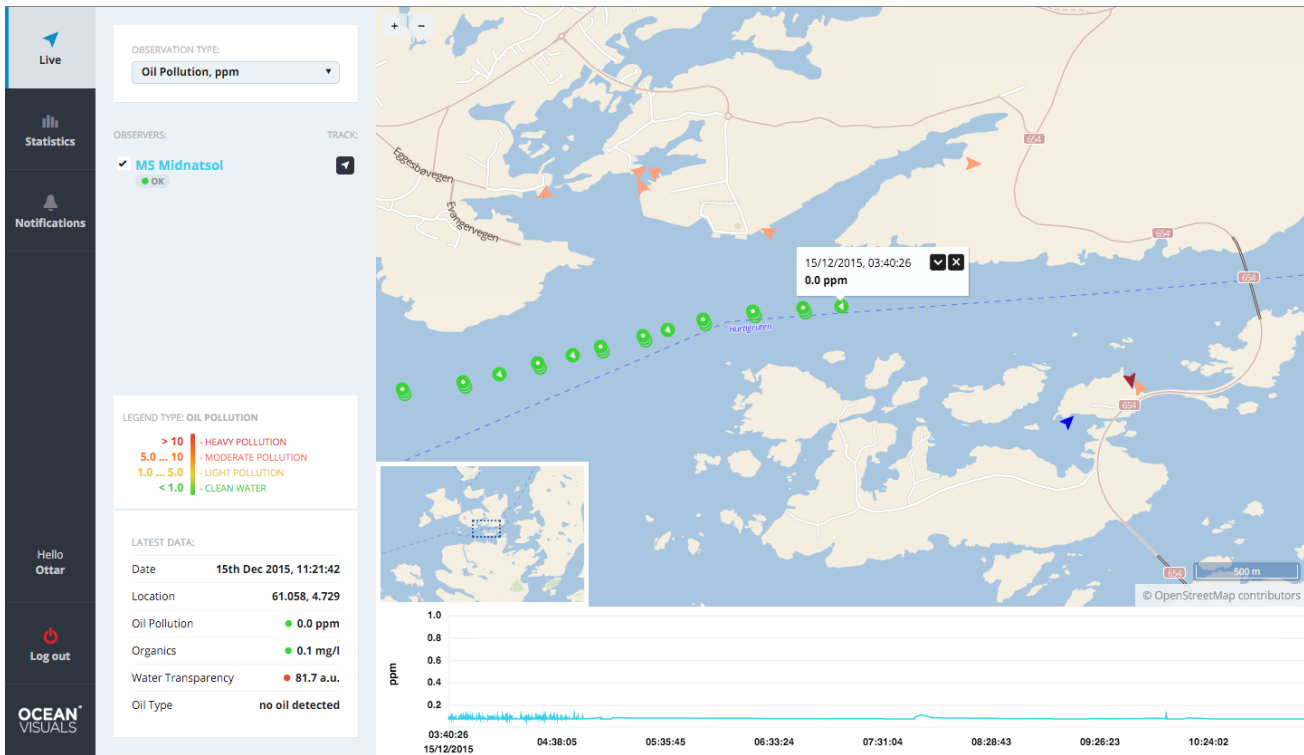 Live
Statistics
Notifications
Hello
Ottar
Log out
OCEAN
VISUALS
OBSERVATION TYPE:
Oil Pollution, ppm
OBSERVERS:
TRACK:
MS Midnatsol
OK
LEGEND TYPE: OIL POLLUTION
> 10 - HEAVY POLLUTION
5.0 ... 10 - MODERATE POLLUTION
1.0 ... 5.0 - LIGHT POLLUTION
< 1.0 - CLEAN WATER
LATEST DATA:
Date 15th Dec 2015, 11:21:42
Location 61.058, 4.729
Oil Pollution 0.0 ppm
Organics 0.1 mg/l
Water Transparency 81.7 a.u.
Oil Type no oil detected
+ −
Eggesbøvegen
Evangervegen
654
654
654
654
654
15/12/2015, 03:40:26
0.0 ppm
Hurtigruten
500 m
© OpenStreetMap contributors
ppm
1.0
0.8
0.6
0.4
0.2
03:40:26
15/12/2015
04:38:05
05:35:45
06:33:24
07:31:04
08:28:43
09:26:23
10:24:02